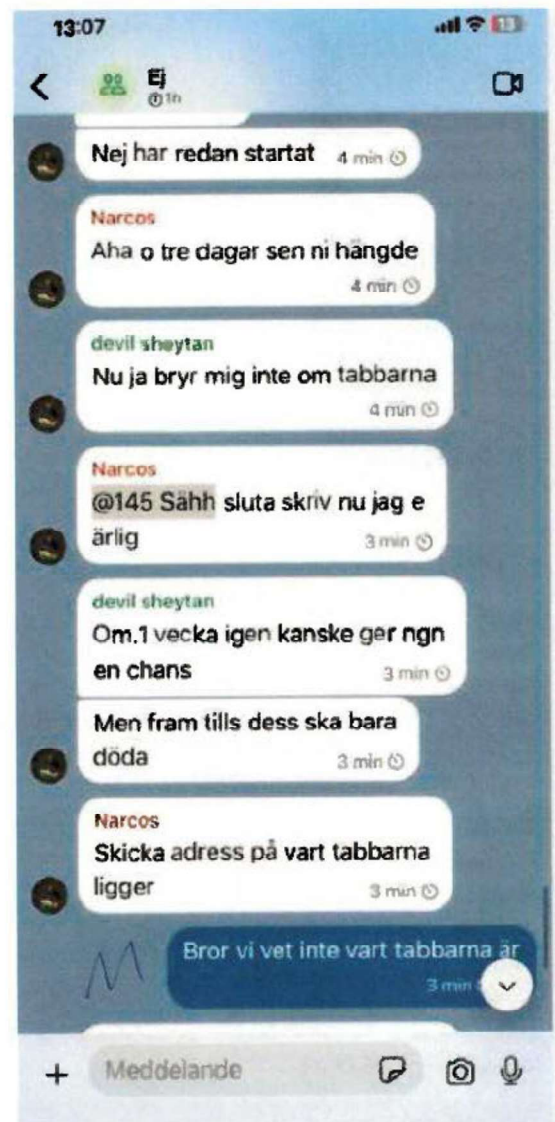 13:07
13
Ej
1h
Nej har redan startat 4 min
Narcos
Aha o tre dagar sen ni hängde
4 min
devil sheytan
Nu ja bryr mig inte om tabbarna
4 min
Narcos
@145 Sähh sluta skriv nu jag e
ärlig 3 min
devil sheytan
Om.1 vecka igen kanske ger ngn
en chans 3 min
Men fram tills dess ska bara
döda 3 min
Narcos
Skicka adress på vart tabbarna
ligger 3 min
M
Bror vi vet inte vart tabbarna är
3 min
Meddelande